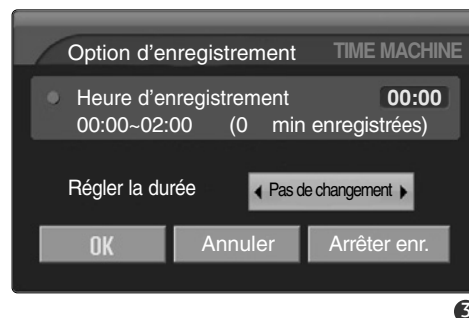 Option d'enregistrement TIME MACHINE
Heure d'enregistrement 00:00
00:00~02:00 (0 min enregistrées)
Régler la durée Pas de changement
OK Annuler Arrêter enr.
3